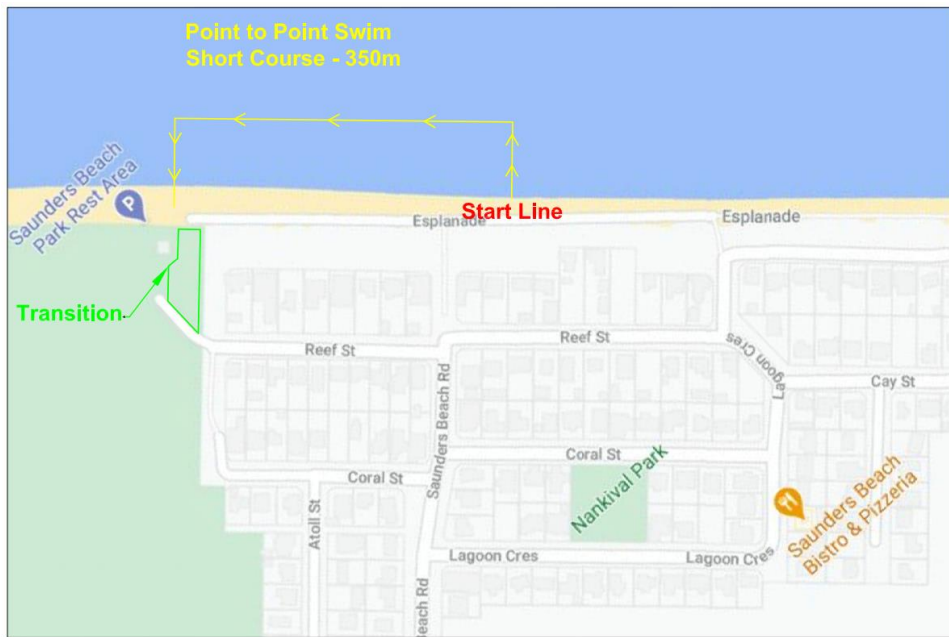 Point to Point Swim
Short Course - 350m
Saunders Beach
Park Rest Area
P
Esplanade
Start Line
Esplanade
Transition
Reef St
Reef St
Lagoon Cres
Lagoon Cres
Cay St
Saunders Beach Rd
Coral St
Coral St
Nankival Park
Atoll St
Saunders Beach
Bistro & Pizzeria
Lagoon Cres
Beach Rd